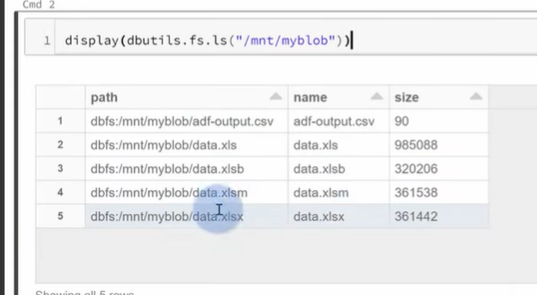 Cmd 2
1 display(dbutils.fs.ls("/mnt/myblob"))
path name size
1 dbfs:/mnt/myblob/adf-output.csv adf-output.csv 90
2 dbfs:/mnt/myblob/data.xls data.xls 985088
3 dbfs:/mnt/myblob/data.xlsb data.xlsb 320206
4 dbfs:/mnt/myblob/data.xlsm data.xlsm 361538
5 dbfs:/mnt/myblob/data.xlsx data.xlsx 361442
Showing all 5 rows